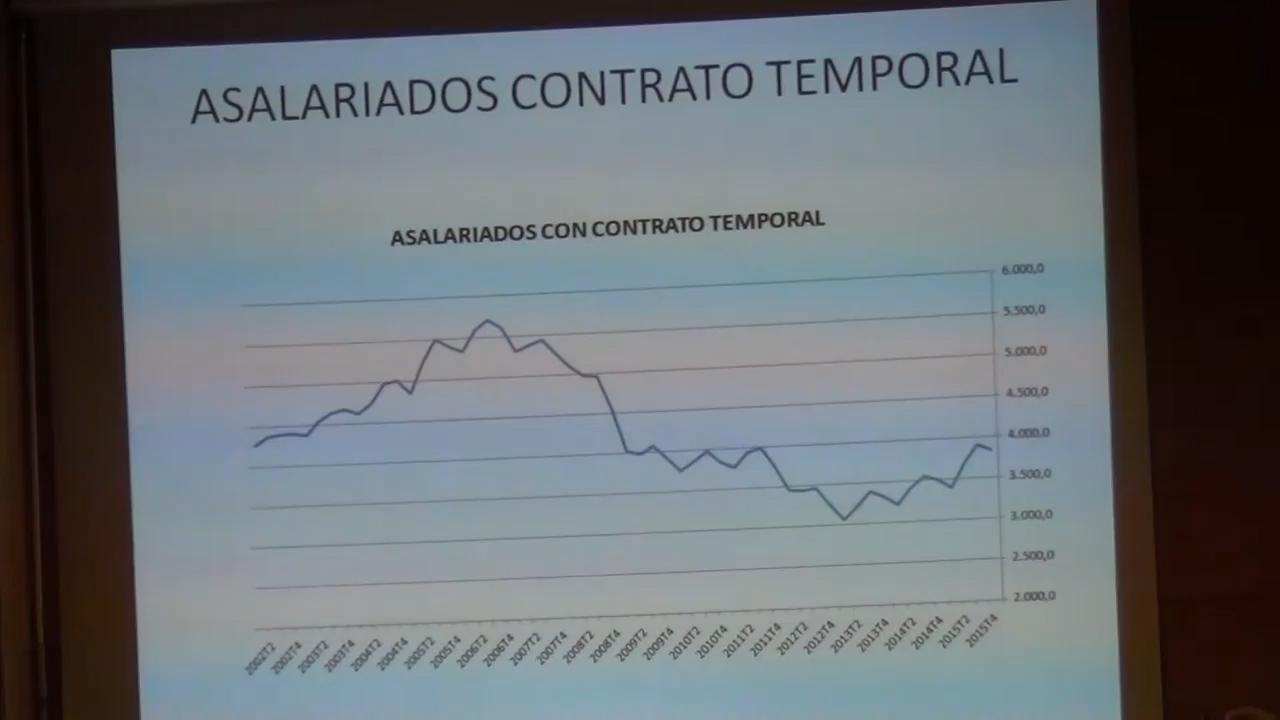 ASALARIADOS CONTRATO TEMPORAL
ASALARIADOS CON CONTRATO TEMPORAL
6.000,0
5.500,0
5.000,0
4.500,0
4.000,0
3.500,0
3.000,0
2.500,0
2.000,0
2002T2
2002T4
2003T2
2003T4
2004T2
2004T4
2005T2
2005T4
2006T2
2006T4
2007T2
2007T4
2008T2
2008T4
2009T2
2009T4
2010T2
2010T4
2011T2
2011T4
2012T2
2012T4
2013T2
2013T4
2014T2
2014T4
2015T2
2015T4